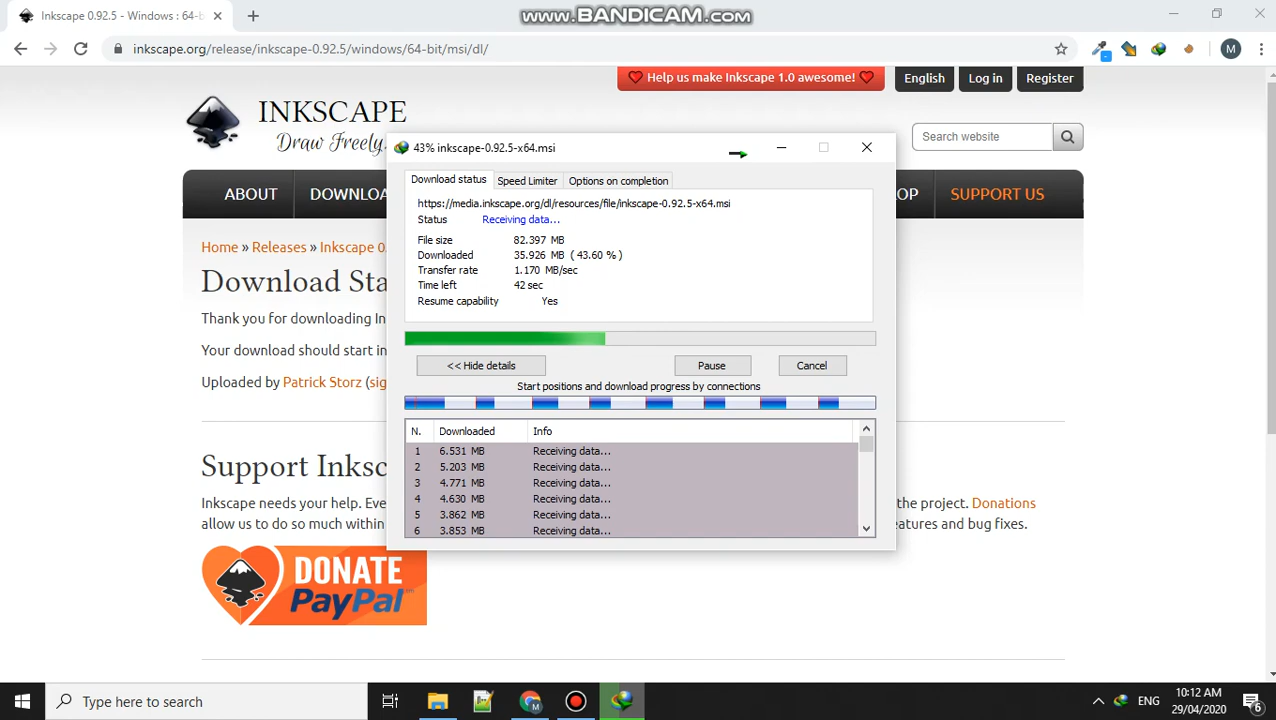 www.BANDICAM.com
Inkscape 0.92.5 - Windows : 64-b
inkscape.org/release/inkscape-0.92.5/windows/64-bit/msi/dl/
M
Help us make Inkscape 1.0 awesome!
English
Log in
Register
INKSCAPE
Draw Freely.
Search website
ABOUT
DOWNLOA
OP
SUPPORT US
43% inkscape-0.92.5-x64.msi
Download status
Speed Limiter
Options on completion
https://media.inkscape.org/dl/resources/file/inkscape-0.92.5-x64.msi
Status Receiving data...
File size 82.397 MB
Downloaded 35.926 MB ( 43.60 % )
Transfer rate 1.170 MB/sec
Time left 42 sec
Resume capability Yes
<< Hide details
Pause
Cancel
Start positions and download progress by connections
N. Downloaded Info
1 6.531 MB Receiving data...
2 5.203 MB Receiving data...
3 4.771 MB Receiving data...
4 4.630 MB Receiving data...
5 3.862 MB Receiving data...
6 3.853 MB Receiving data...
Home » Releases » Inkscape 0.
Download Sta
Thank you for downloading In
Your download should start in
Uploaded by Patrick Storz (sig
Support Inksc
Inkscape needs your help. Eve
the project. Donations
allow us to do so much within
eatures and bug fixes.
DONATE
PayPal
Type here to search
M
ENG
10:12 AM
29/04/2020
6